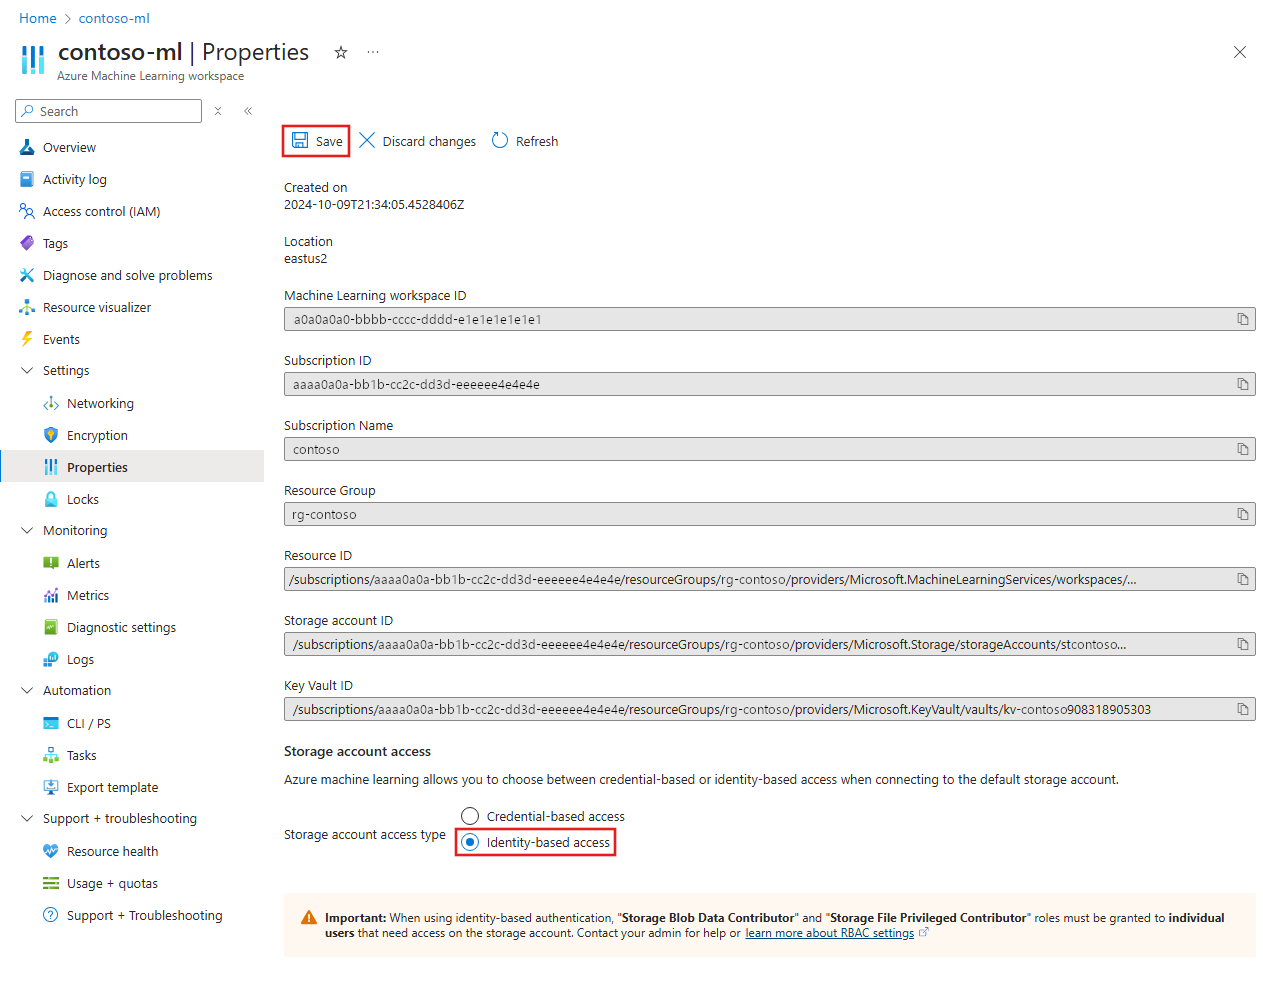 Home > contoso-ml
contoso-ml | Properties
Azure Machine Learning workspace
Search
Overview
Activity log
Access control (IAM)
Tags
Diagnose and solve problems
Resource visualizer
Events
Settings
Networking
Encryption
Properties
Locks
Monitoring
Alerts
Metrics
Diagnostic settings
Logs
Automation
CLI / PS
Tasks
Export template
Support + troubleshooting
Resource health
Usage + quotas
Support + Troubleshooting
Save Discard changes Refresh
Created on
2024-10-09T21:34:05.4528406Z
Location
eastus2
Machine Learning workspace ID
a0a0a0a0-bbbb-cccc-dddd-e1e1e1e1e1e1
Subscription ID
aaaa0a0a-bb1b-cc2c-dd3d-eeeeee4e4e4e
Subscription Name
contoso
Resource Group
rg-contoso
Resource ID
/subscriptions/aaaa0a0a-bb1b-cc2c-dd3d-eeeeee4e4e4e/resourceGroups/rg-contoso/providers/Microsoft.MachineLearningServices/workspaces/...
Storage account ID
/subscriptions/aaaa0a0a-bb1b-cc2c-dd3d-eeeeee4e4e4e/resourceGroups/rg-contoso/providers/Microsoft.Storage/storageAccounts/stcontoso...
Key Vault ID
/subscriptions/aaaa0a0a-bb1b-cc2c-dd3d-eeeeee4e4e4e/resourceGroups/rg-contoso/providers/Microsoft.KeyVault/vaults/kv-contoso908318905303
Storage account access
Azure machine learning allows you to choose between credential-based or identity-based access when connecting to the default storage account.
Storage account access type
Credential-based access
Identity-based access
Important: When using identity-based authentication, "Storage Blob Data Contributor" and "Storage File Privileged Contributor" roles must be granted to individual
users that need access on the storage account. Contact your admin for help or learn more about RBAC settings